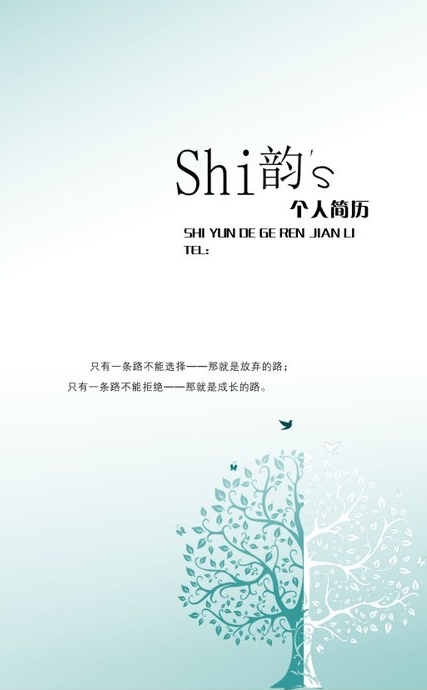 Shi韵's
个人简历
SHI YUN DE GE REN JIAN LI
TEL:
只有一条路不能选择——那就是放弃的路；
只有一条路不能拒绝——那就是成长的路。